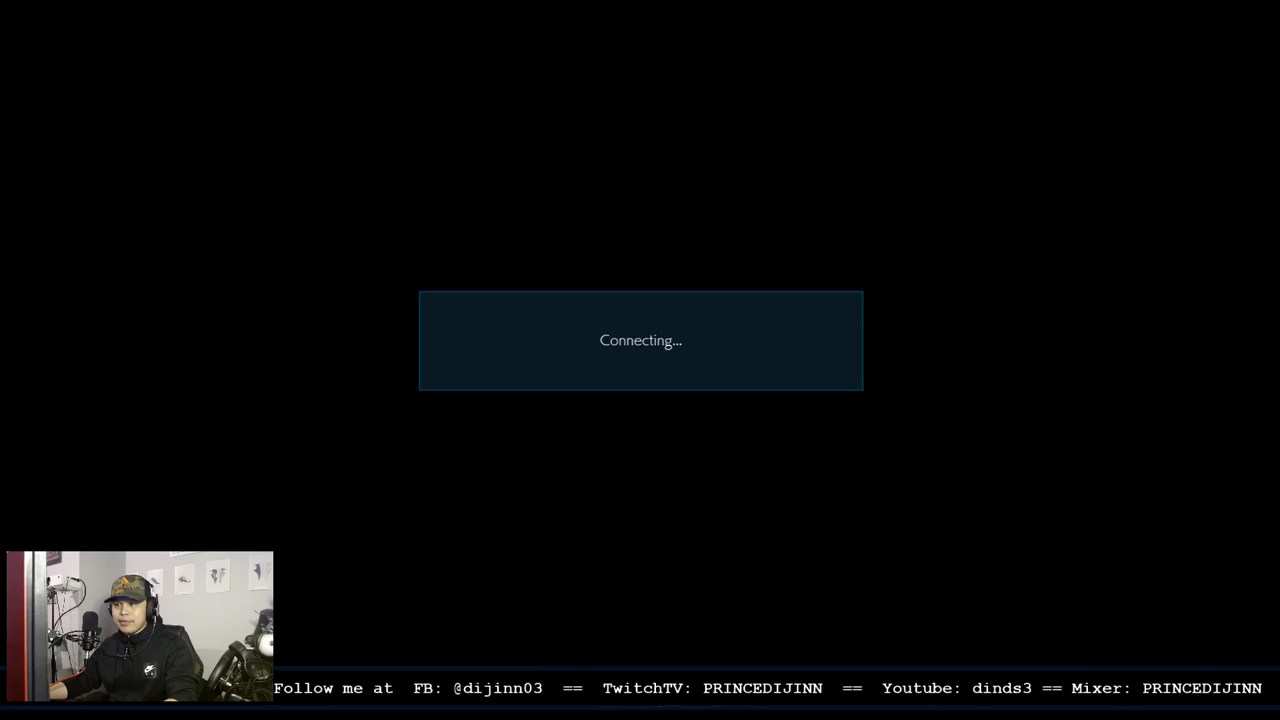 Connecting...
Follow me at  FB: @dijinn03  ==  TwitchTV: PRINCEDIJINN  ==  Youtube: dinds3 == Mixer: PRINCEDIJINN